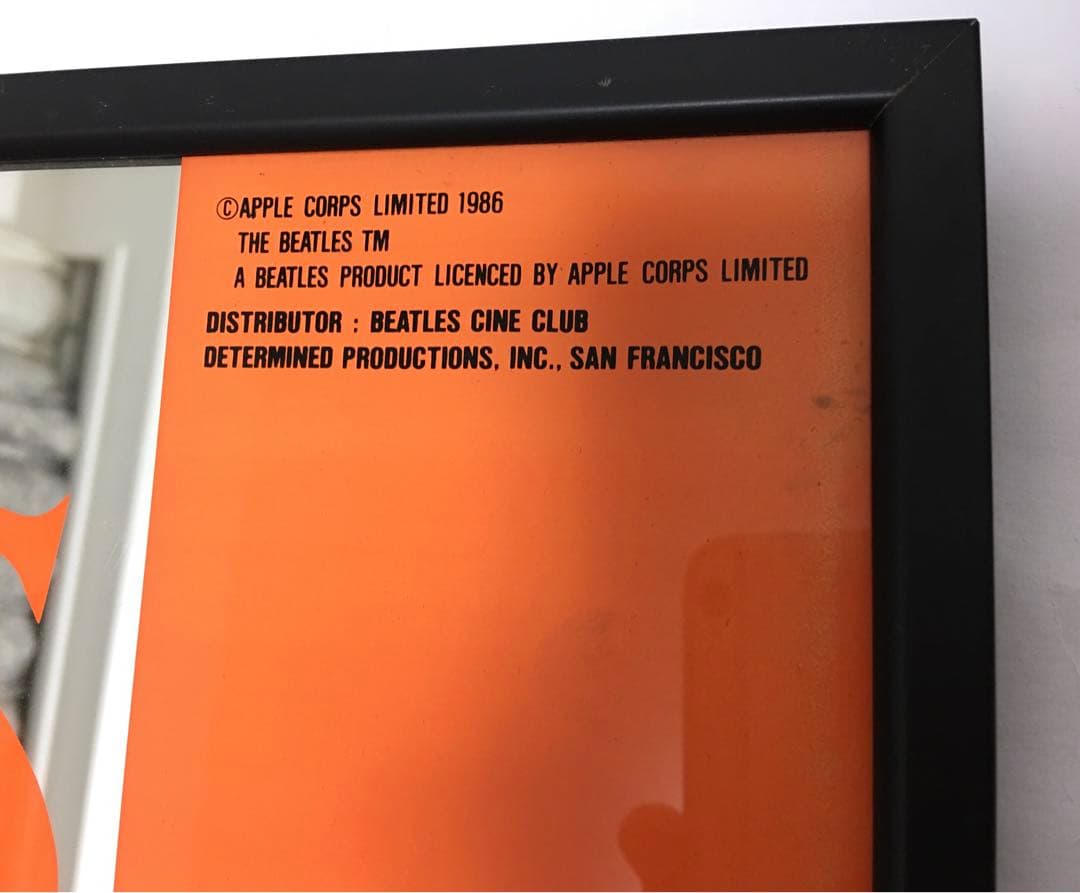 ©APPLE CORPS LIMITED 1986
THE BEATLES TM
A BEATLES PRODUCT LICENCED BY APPLE CORPS LIMITED
DISTRIBUTOR : BEATLES CINE CLUB
DETERMINED PRODUCTIONS, INC., SAN FRANCISCO